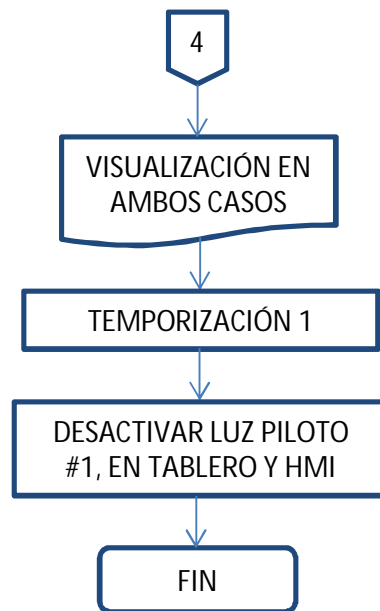 4
VISUALIZACIÓN EN
AMBOS CASOS
TEMPORIZACIÓN 1
DESACTIVAR LUZ PILOTO
#1, EN TABLERO Y HMI
FIN